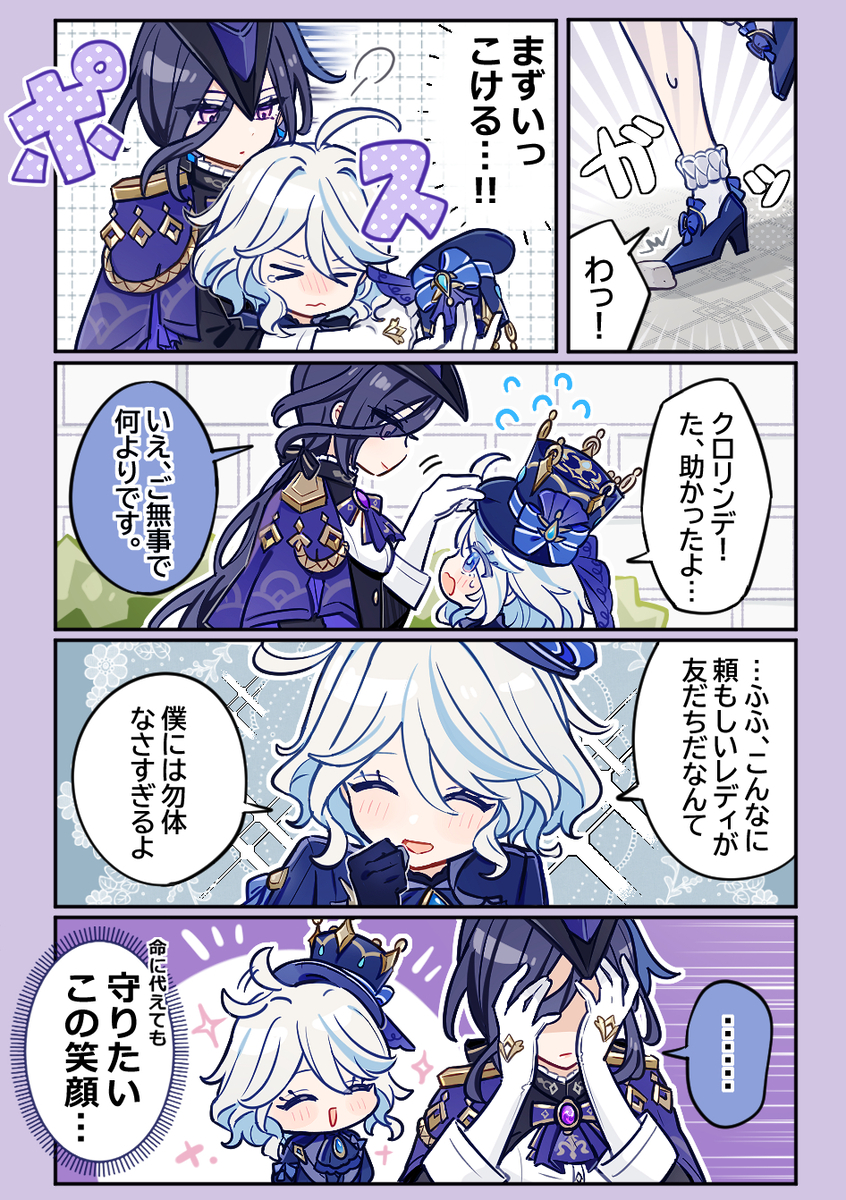 ガッ
わっ！
まずいっ
こける…!!
ポ
ス
クロリンデ！
た、助かったよ…
いえ、ご無事で
何よりです。
…ふふ、こんなに
頼もしいレディが
友だちだなんて
僕には勿体
なさすぎるよ
……
命に代えても
守りたい
この笑顔…